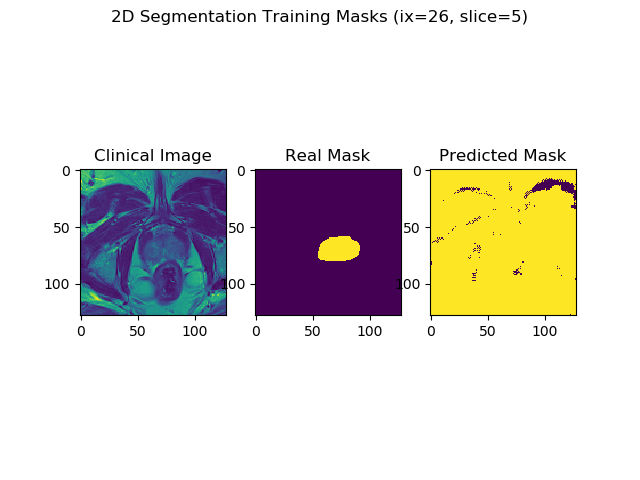 2D Segmentation Training Masks (ix=26, slice=5)
Clinical Image Real Mask Predicted Mask
0 0 0
50 50 50
100 100 100
0 100 0 50 100 0 50 100